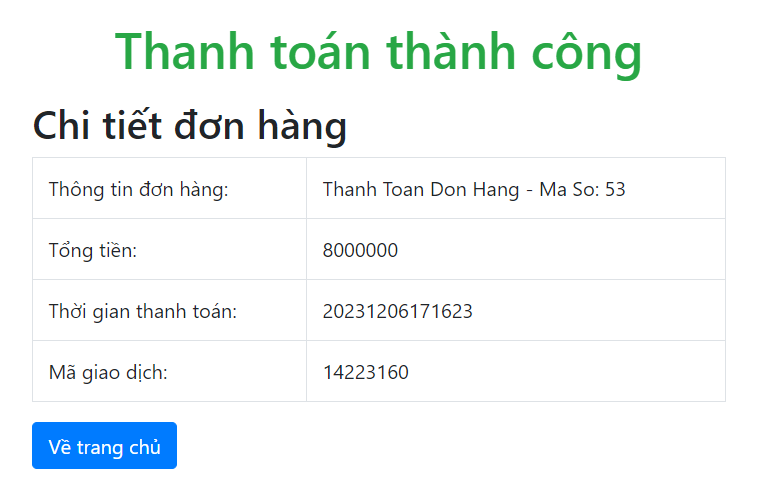 Thanh toán thành công
Chi tiết đơn hàng
Thông tin đơn hàng: Thanh Toan Don Hang - Ma So: 53
Tổng tiền: 8000000
Thời gian thanh toán: 20231206171623
Mã giao dịch: 14223160
Về trang chủ